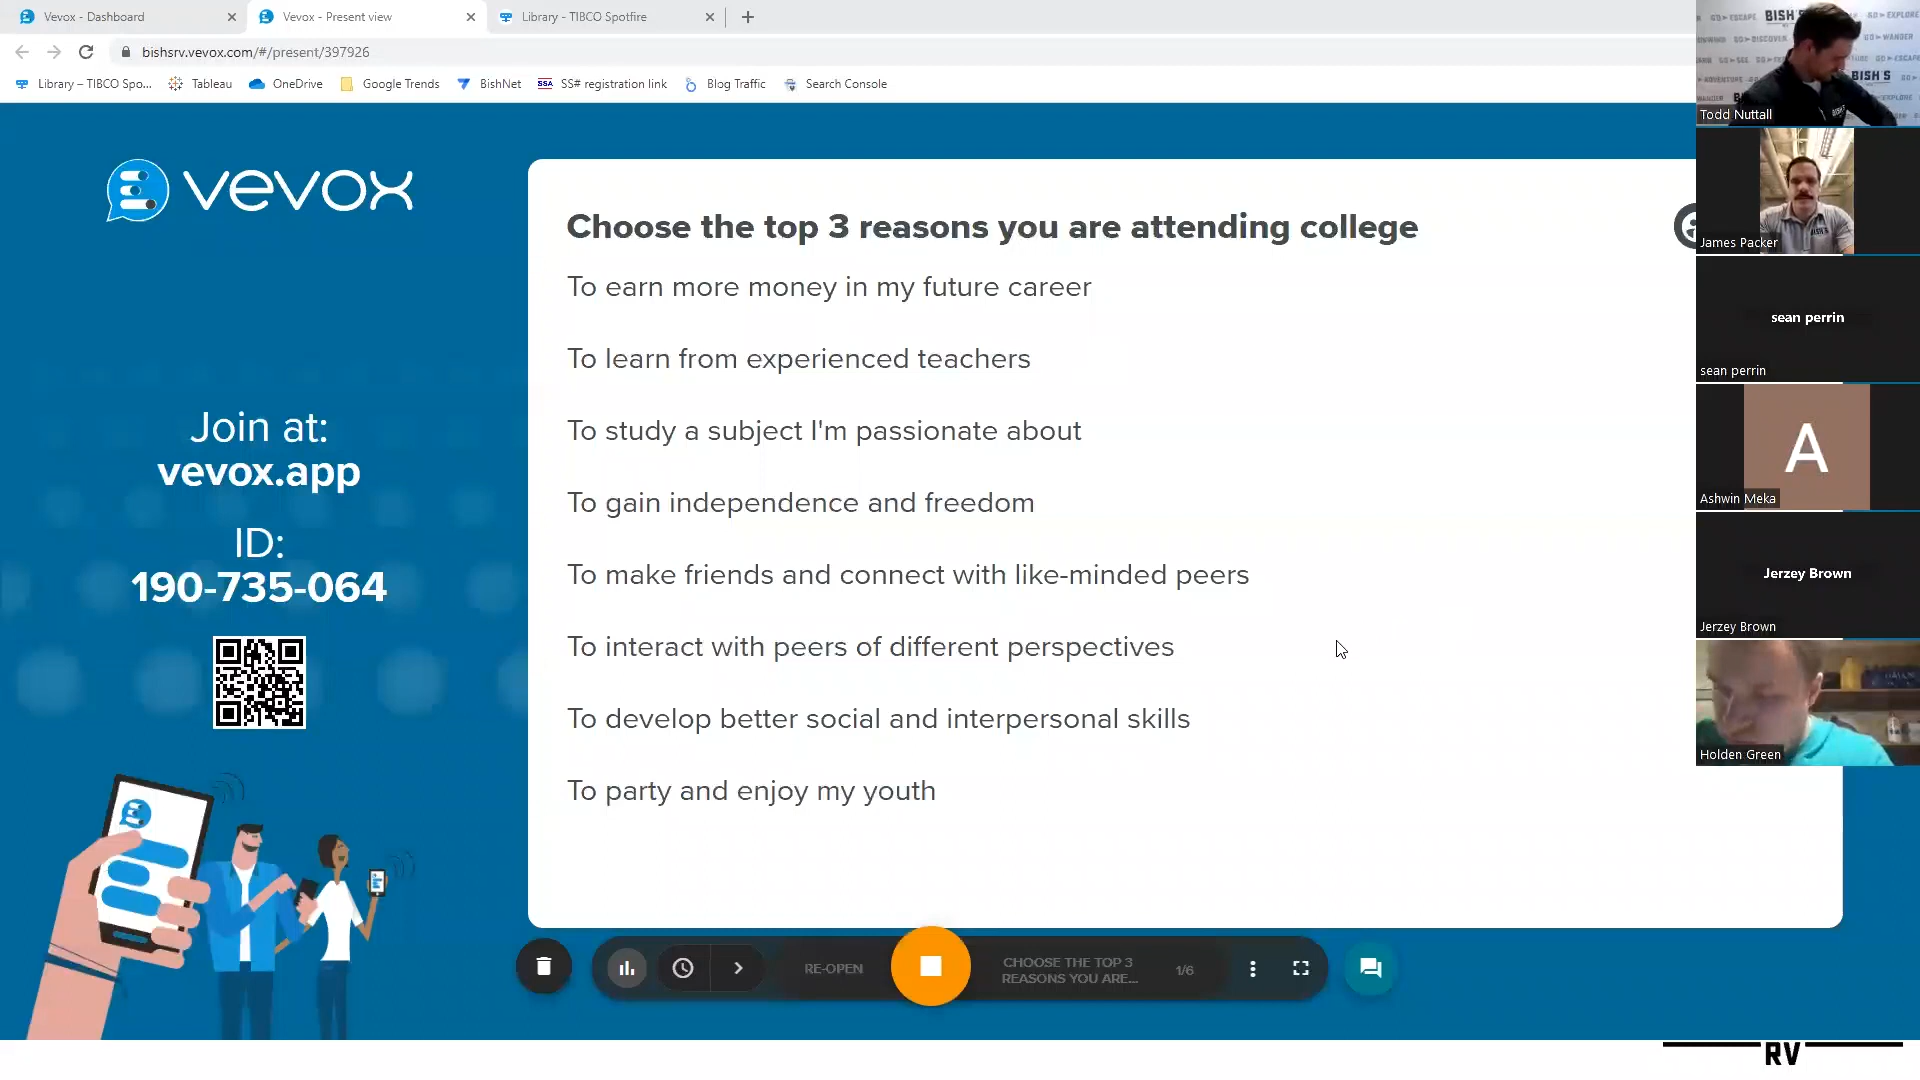 Vevox - Dashboard
Vevox - Present view
Library - TIBCO Spotfire
bishsrv.vevox.com/#/present/397926
Library – TIBCO Spo...
Tableau
OneDrive
Google Trends
BishNet
SSA
SS# registration link
Blog Traffic
Search Console
vevox
Join at:
vevox.app
ID:
190-735-064
Choose the top 3 reasons you are attending college
To earn more money in my future career
To learn from experienced teachers
To study a subject I'm passionate about
To gain independence and freedom
To make friends and connect with like-minded peers
To interact with peers of different perspectives
To develop better social and interpersonal skills
To party and enjoy my youth
RE-OPEN
CHOOSE THE TOP 3
REASONS YOU ARE...
1/6
BISH'S
Todd Nuttall
James Packer
sean perrin
sean perrin
A
Ashwin Meka
Jerzey Brown
Jerzey Brown
Holden Green
RV